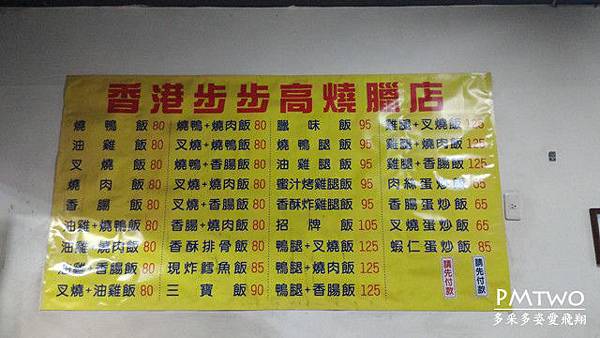 香港步步高燒臘店
燒鴨飯 80
油雞飯 80
叉燒飯 80
燒肉飯 80
香腸飯 80
油雞+燒鴨飯 80
油雞+燒肉飯 80
油雞+香腸飯 80
叉燒+油雞飯 80
燒鴨+燒肉飯 80
叉燒+燒鴨飯 80
燒鴨+香腸飯 80
叉燒+燒肉飯 80
叉燒+香腸飯 80
香腸+燒肉飯 80
香酥排骨飯 80
現炸鱈魚飯 85
三寶飯 90
臘味飯 95
燒鴨腿飯 95
油雞腿飯 95
蜜汁烤雞腿飯 95
香酥炸雞腿飯 95
招牌飯 105
鴨腿+叉燒飯 125
鴨腿+燒肉飯 125
鴨腿+香腸飯 125
雞腿+叉燒飯 125
雞腿+燒肉飯 125
雞腿+香腸飯 125
肉絲蛋炒飯 65
香腸蛋炒飯 65
叉燒蛋炒飯 65
蝦仁蛋炒飯 85
請先付款
請先付款
PMTWO
多采多姿愛飛翔